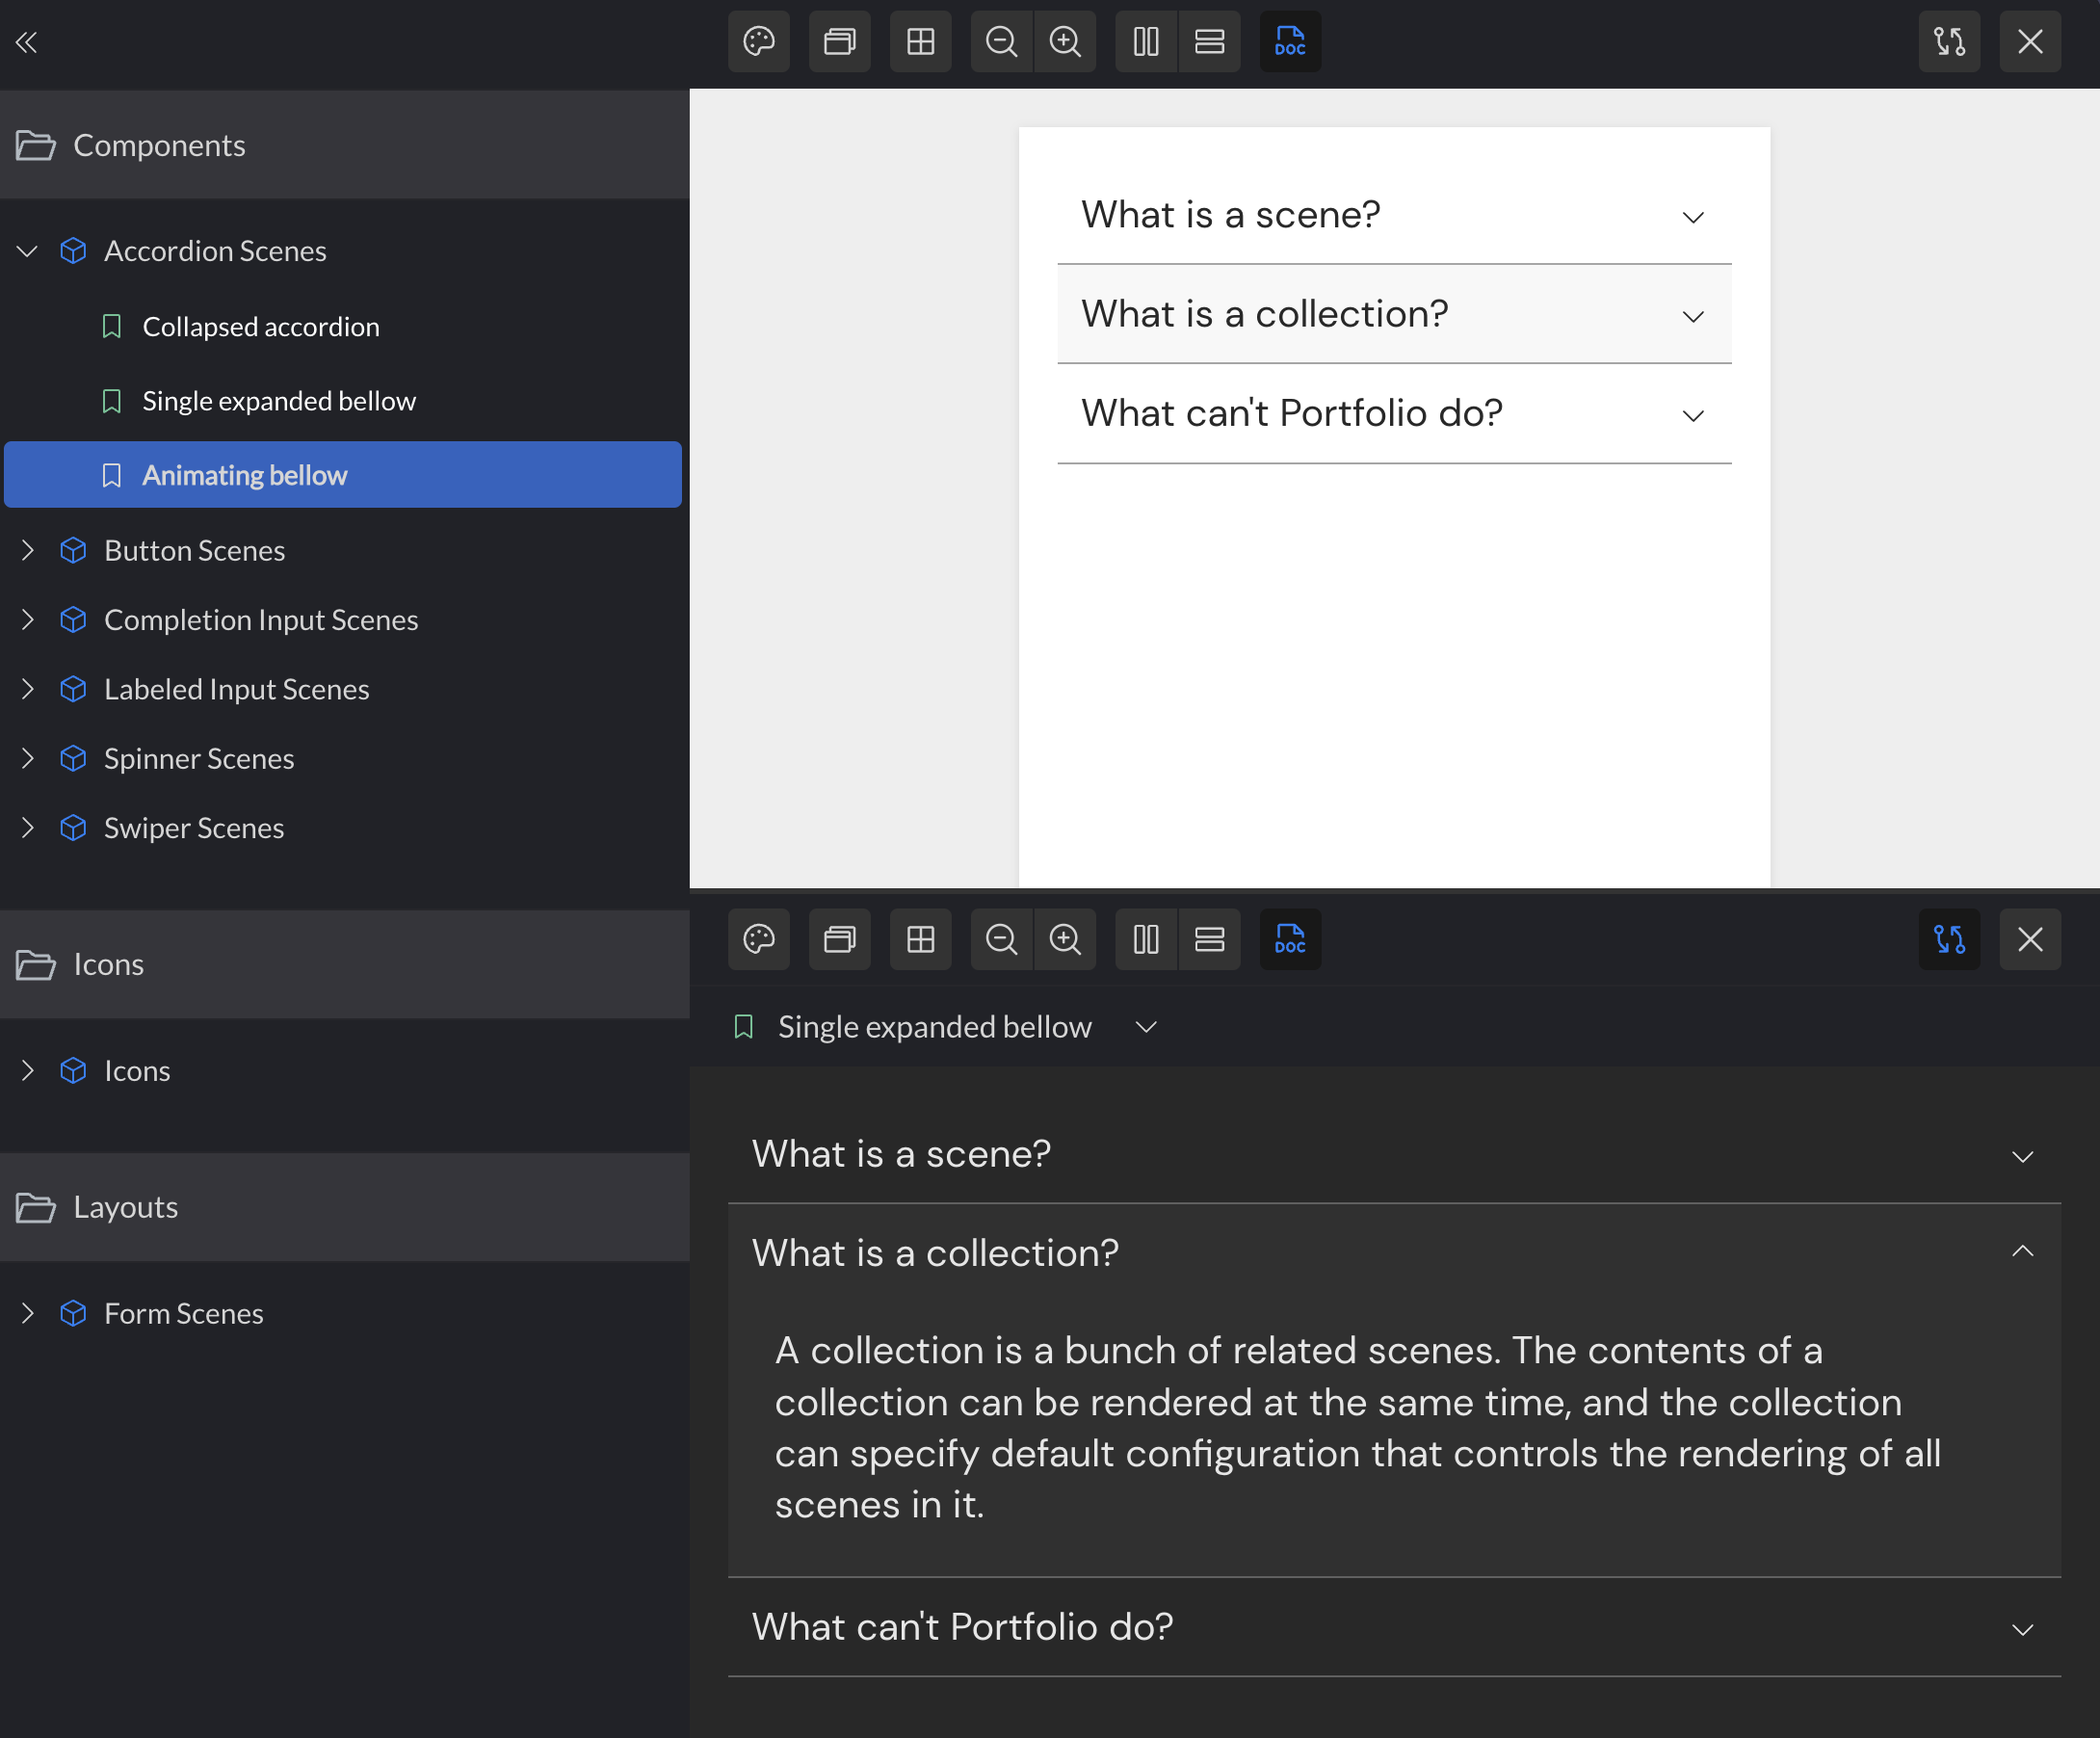 Components
Accordion Scenes
Collapsed accordion
Single expanded bellow
Animating bellow
Button Scenes
Completion Input Scenes
Labeled Input Scenes
Spinner Scenes
Swiper Scenes
Icons
Icons
Layouts
Form Scenes
DOC
What is a scene?
What is a collection?
What can't Portfolio do?
DOC
Single expanded bellow
What is a scene?
What is a collection?
A collection is a bunch of related scenes. The contents of a
collection can be rendered at the same time, and the collection
can specify default configuration that controls the rendering of all
scenes in it.
What can't Portfolio do?